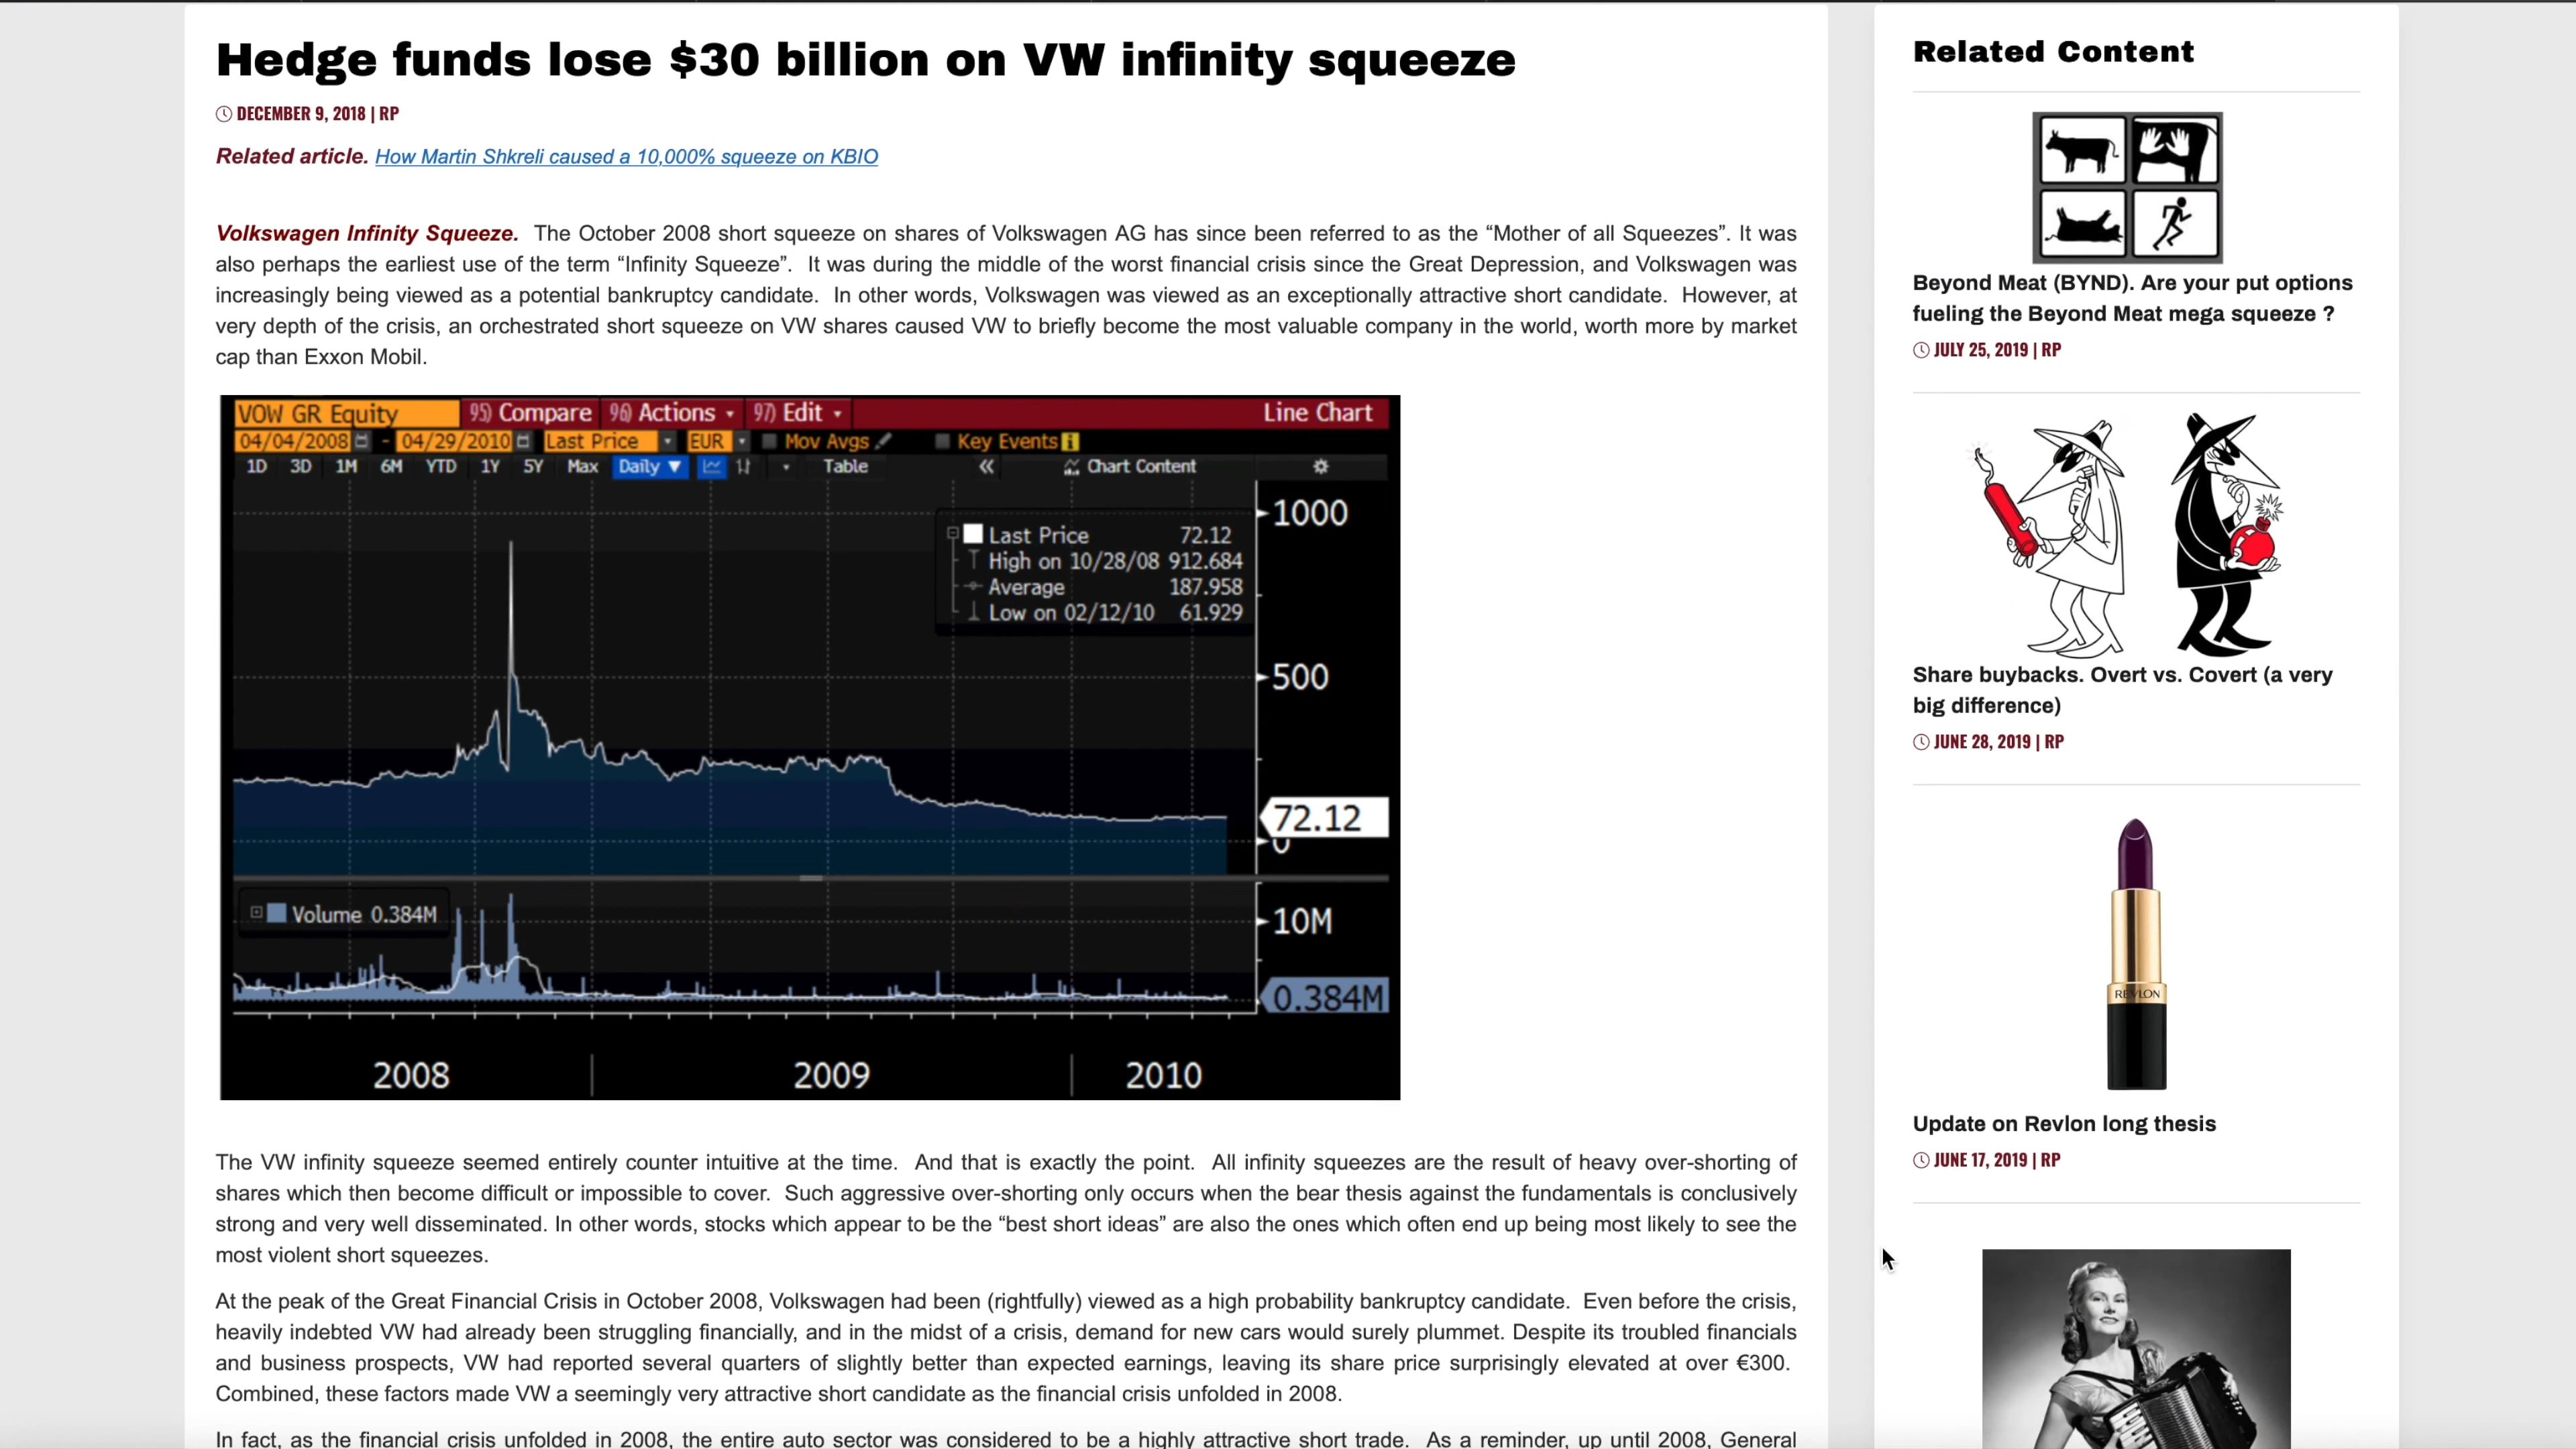 Hedge funds lose $30 billion on VW infinity squeeze
DECEMBER 9, 2018 | RP
Related article. How Martin Shkreli caused a 10,000% squeeze on KBIO
Volkswagen Infinity Squeeze. The October 2008 short squeeze on shares of Volkswagen AG has since been referred to as the “Mother of all Squeezes”. It was
also perhaps the earliest use of the term “Infinity Squeeze”. It was during the middle of the worst financial crisis since the Great Depression, and Volkswagen was
increasingly being viewed as a potential bankruptcy candidate. In other words, Volkswagen was viewed as an exceptionally attractive short candidate. However, at
very depth of the crisis, an orchestrated short squeeze on VW shares caused VW to briefly become the most valuable company in the world, worth more by market
cap than Exxon Mobil.
VOW GR Equity 95) Compare 96) Actions 97) Edit Line Chart
04/04/2008 - 04/29/2010 Last Price EUR Mov Avgs Key Events
1D 3D 1M 6M YTD 1Y 5Y Max Daily Table Chart Content
1000
Last Price 72.12
High on 10/28/08 912.684
Average 187.958
Low on 02/12/10 61.929
500
72.12
0
Volume 0.384M
10M
0.384M
2008 2009 2010
The VW infinity squeeze seemed entirely counter intuitive at the time. And that is exactly the point. All infinity squeezes are the result of heavy over-shorting of
shares which then become difficult or impossible to cover. Such aggressive over-shorting only occurs when the bear thesis against the fundamentals is conclusively
strong and very well disseminated. In other words, stocks which appear to be the “best short ideas” are also the ones which often end up being most likely to see the
most violent short squeezes.
At the peak of the Great Financial Crisis in October 2008, Volkswagen had been (rightfully) viewed as a high probability bankruptcy candidate. Even before the crisis,
heavily indebted VW had already been struggling financially, and in the midst of a crisis, demand for new cars would surely plummet. Despite its troubled financials
and business prospects, VW had reported several quarters of slightly better than expected earnings, leaving its share price surprisingly elevated at over €300.
Combined, these factors made VW a seemingly very attractive short candidate as the financial crisis unfolded in 2008.
In fact, as the financial crisis unfolded in 2008, the entire auto sector was considered to be a highly attractive short trade. As a reminder, up until 2008, General
Related Content
Beyond Meat (BYND). Are your put options
fueling the Beyond Meat mega squeeze ?
JULY 25, 2019 | RP
Share buybacks. Overt vs. Covert (a very
big difference)
JUNE 28, 2019 | RP
REVLON
Update on Revlon long thesis
JUNE 17, 2019 | RP